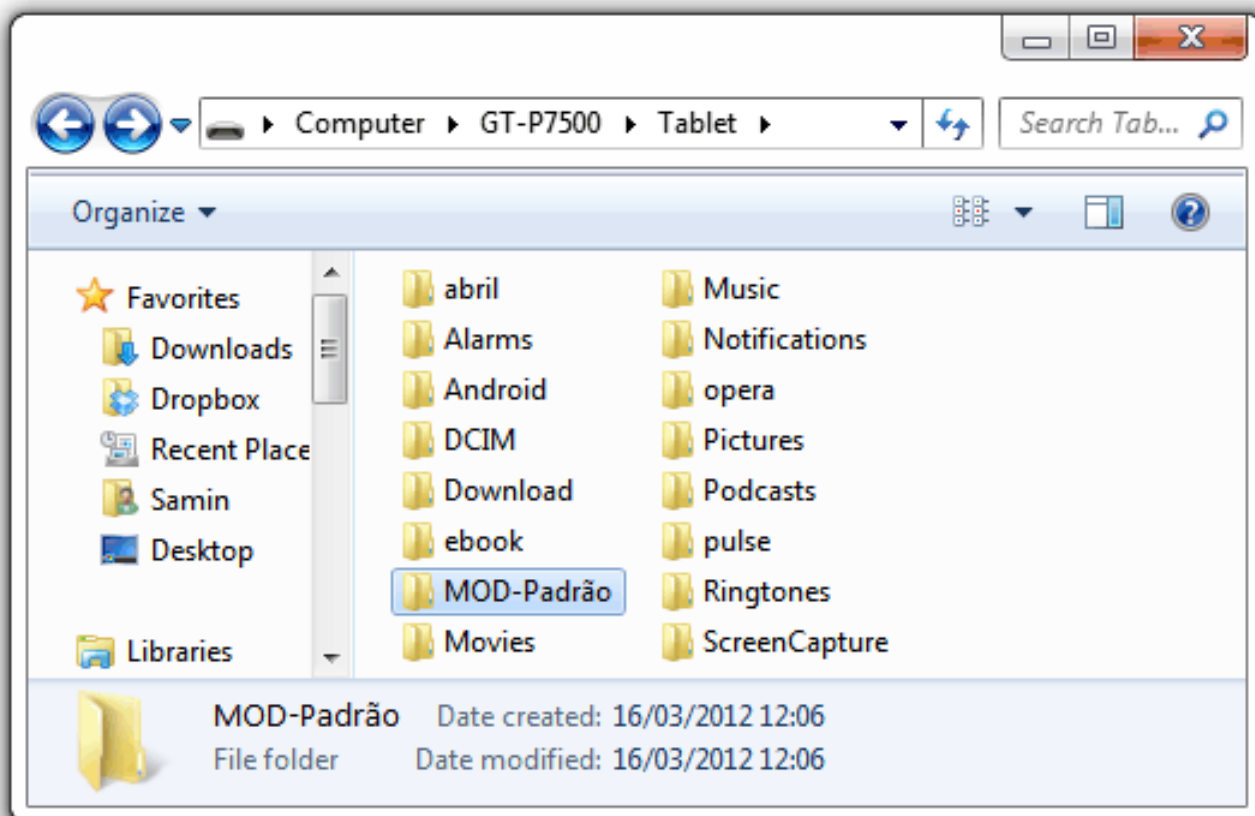 Computer GT-P7500 Tablet
Search Tab...
Organize
Favorites
Downloads
Dropbox
Recent Place
Samin
Desktop
Libraries
abril
Alarms
Android
DCIM
Download
ebook
MOD-Padrão
Movies
Music
Notifications
opera
Pictures
Podcasts
pulse
Ringtones
ScreenCapture
MOD-Padrão Date created: 16/03/2012 12:06
File folder Date modified: 16/03/2012 12:06